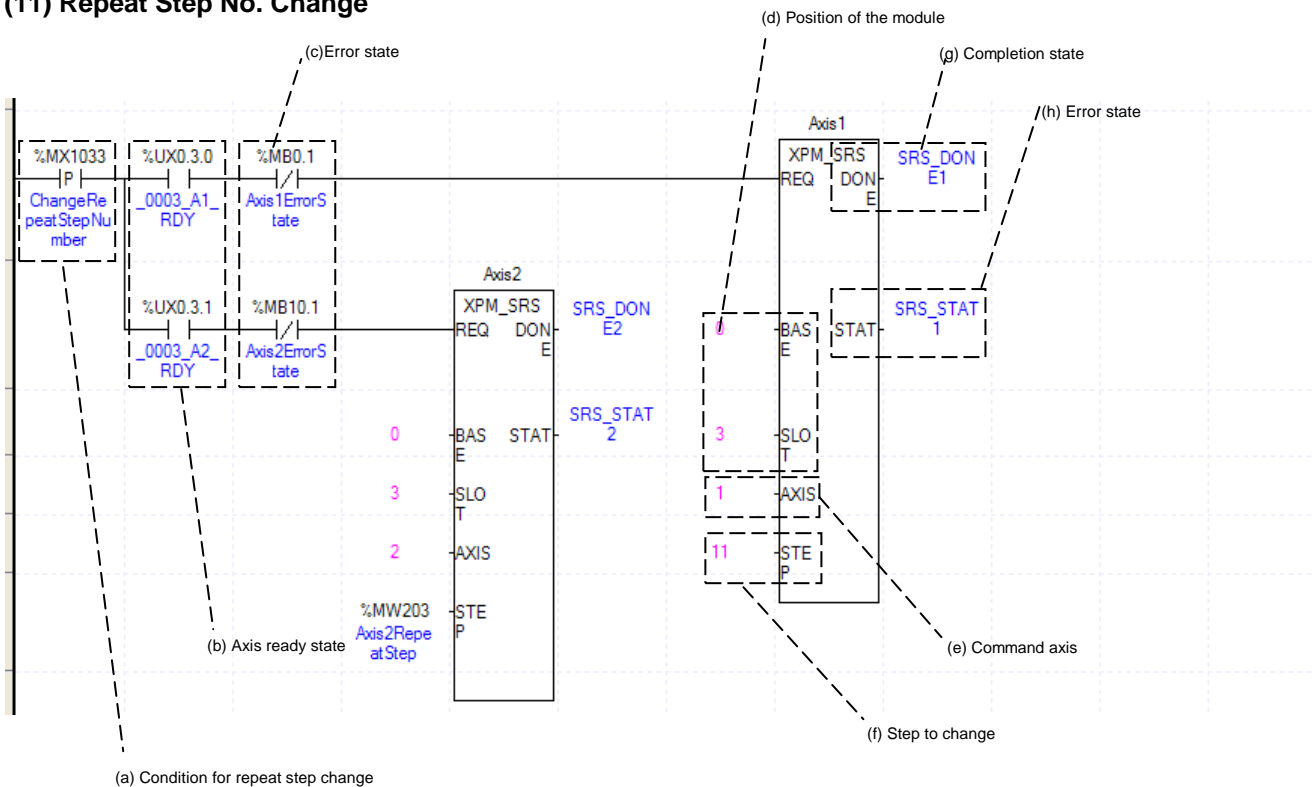 (11) Repeat Step No. Change
(d) Position of the module
(c)Error state
(g) Completion state
(h) Error state
Axis1
%MX1033
%UX0.3.0
%MB0.1
XPM_SRS
SRS_DON
E1
P
REQ
DON
E
ChangeRe
peatStepNu
mber
_0003_A1_
RDY
Axis1ErrorS
tate
Axis2
%UX0.3.1
%MB10.1
XPM_SRS
SRS_DON
E2
REQ
DON
E
0
BAS
E
STAT
SRS_STAT
1
_0003_A2_
RDY
Axis2ErrorS
tate
0
BAS
E
STAT
SRS_STAT
2
3
SLO
T
3
SLO
T
1
AXIS
2
AXIS
11
STE
P
%MW203
Axis2Repe
atStep
STE
P
(b) Axis ready state
(e) Command axis
(f) Step to change
(a) Condition for repeat step change